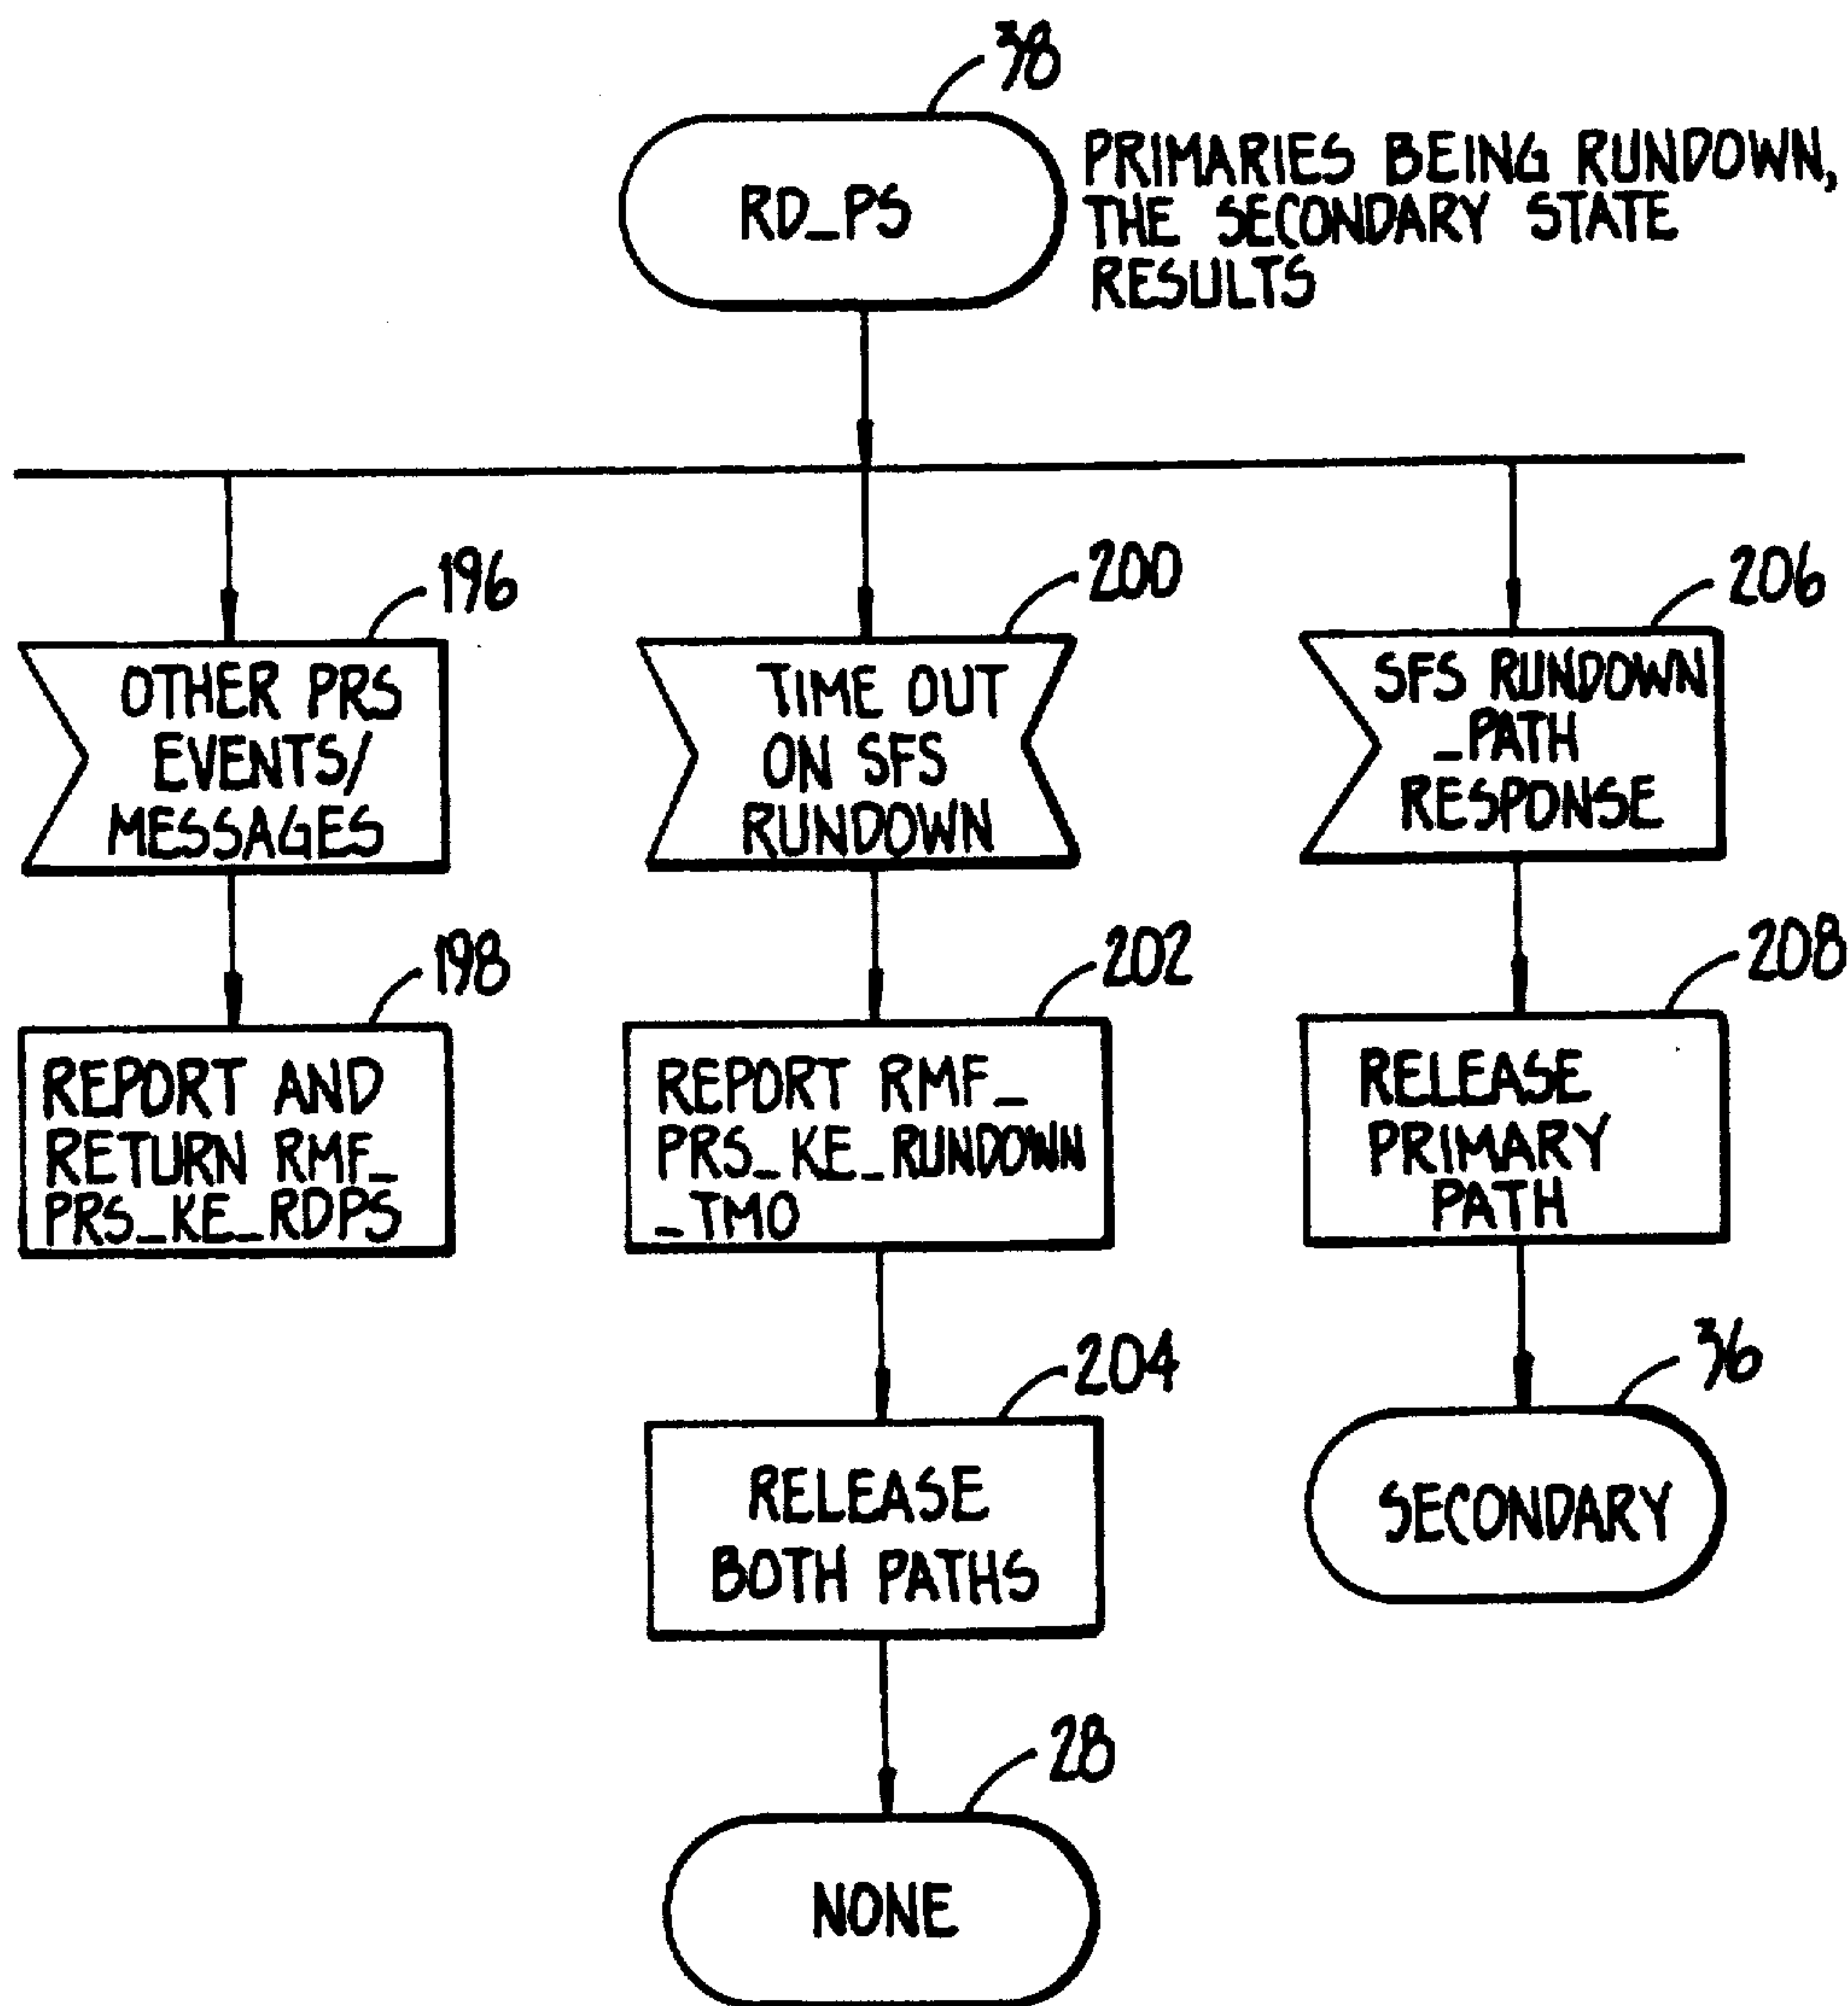 38
RD_PS
PRIMARIES BEING RUNDOWN,
THE SECONDARY STATE
RESULTS
196
OTHER PRS
EVENTS/
MESSAGES
200
TIME OUT
ON SFS
RUNDOWN
206
SFS RUNDOWN
_PATH
RESPONSE
198
REPORT AND
RETURN RMF_
PRS_KE_RDPS
202
REPORT RMF_
PRS_KE_RUNDOWN
_TMO
208
RELEASE
PRIMARY
PATH
204
RELEASE
BOTH PATHS
36
SECONDARY
28
NONE